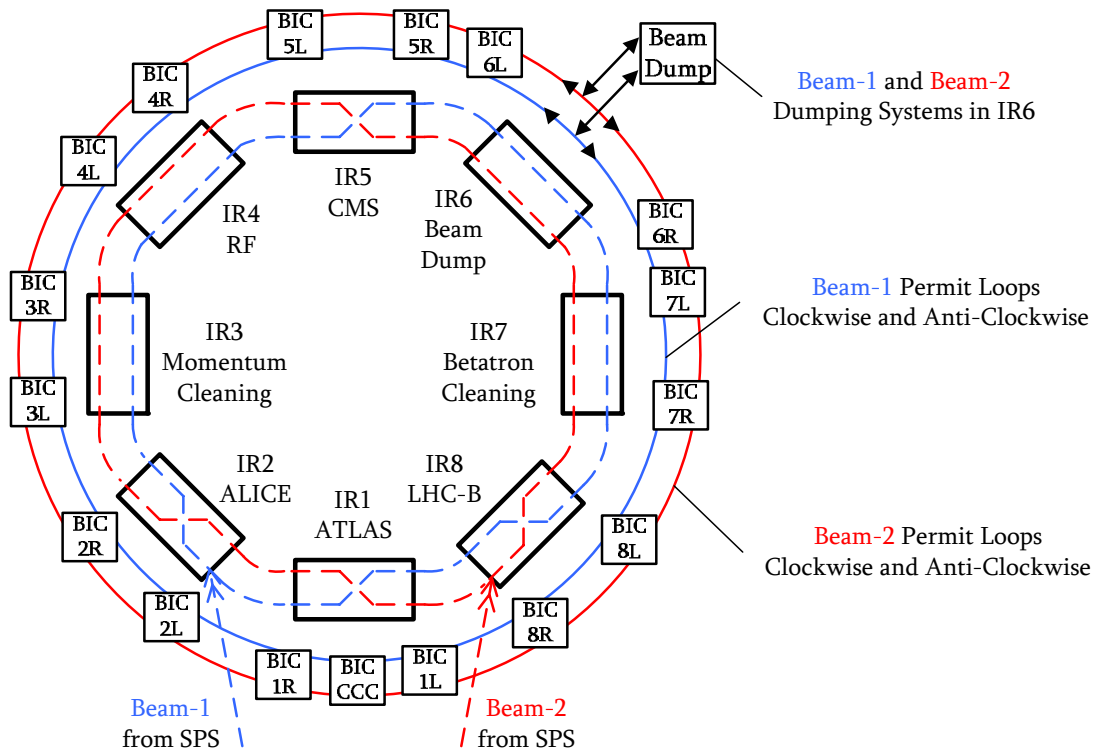 BIC
5L
BIC
5R
BIC
6L
Beam
Dump
Beam-1 and Beam-2
Dumping Systems in IR6
BIC
4R
BIC
4L
IR5
CMS
IR4
RF
IR6
Beam
Dump
BIC
6R
BIC
7L
BIC
3R
Beam-1 Permit Loops
Clockwise and Anti-Clockwise
IR3
Momentum
Cleaning
IR7
Betatron
Cleaning
BIC
3L
BIC
7R
IR2
ALICE
IR1
ATLAS
IR8
LHC-B
BIC
2R
BIC
8L
Beam-2 Permit Loops
Clockwise and Anti-Clockwise
BIC
2L
BIC
8R
BIC
1R
BIC
CCC
BIC
1L
Beam-1
from SPS
Beam-2
from SPS